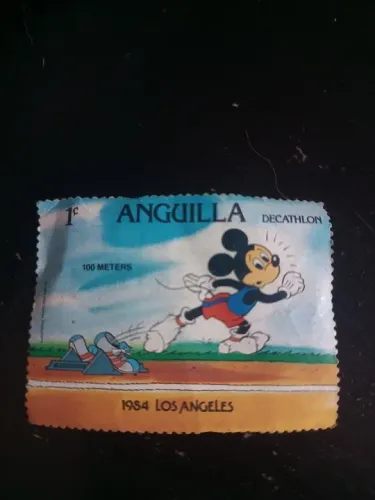 1c ANGUILLA DECATHLON
100 METERS
1984 LOS ANGELES